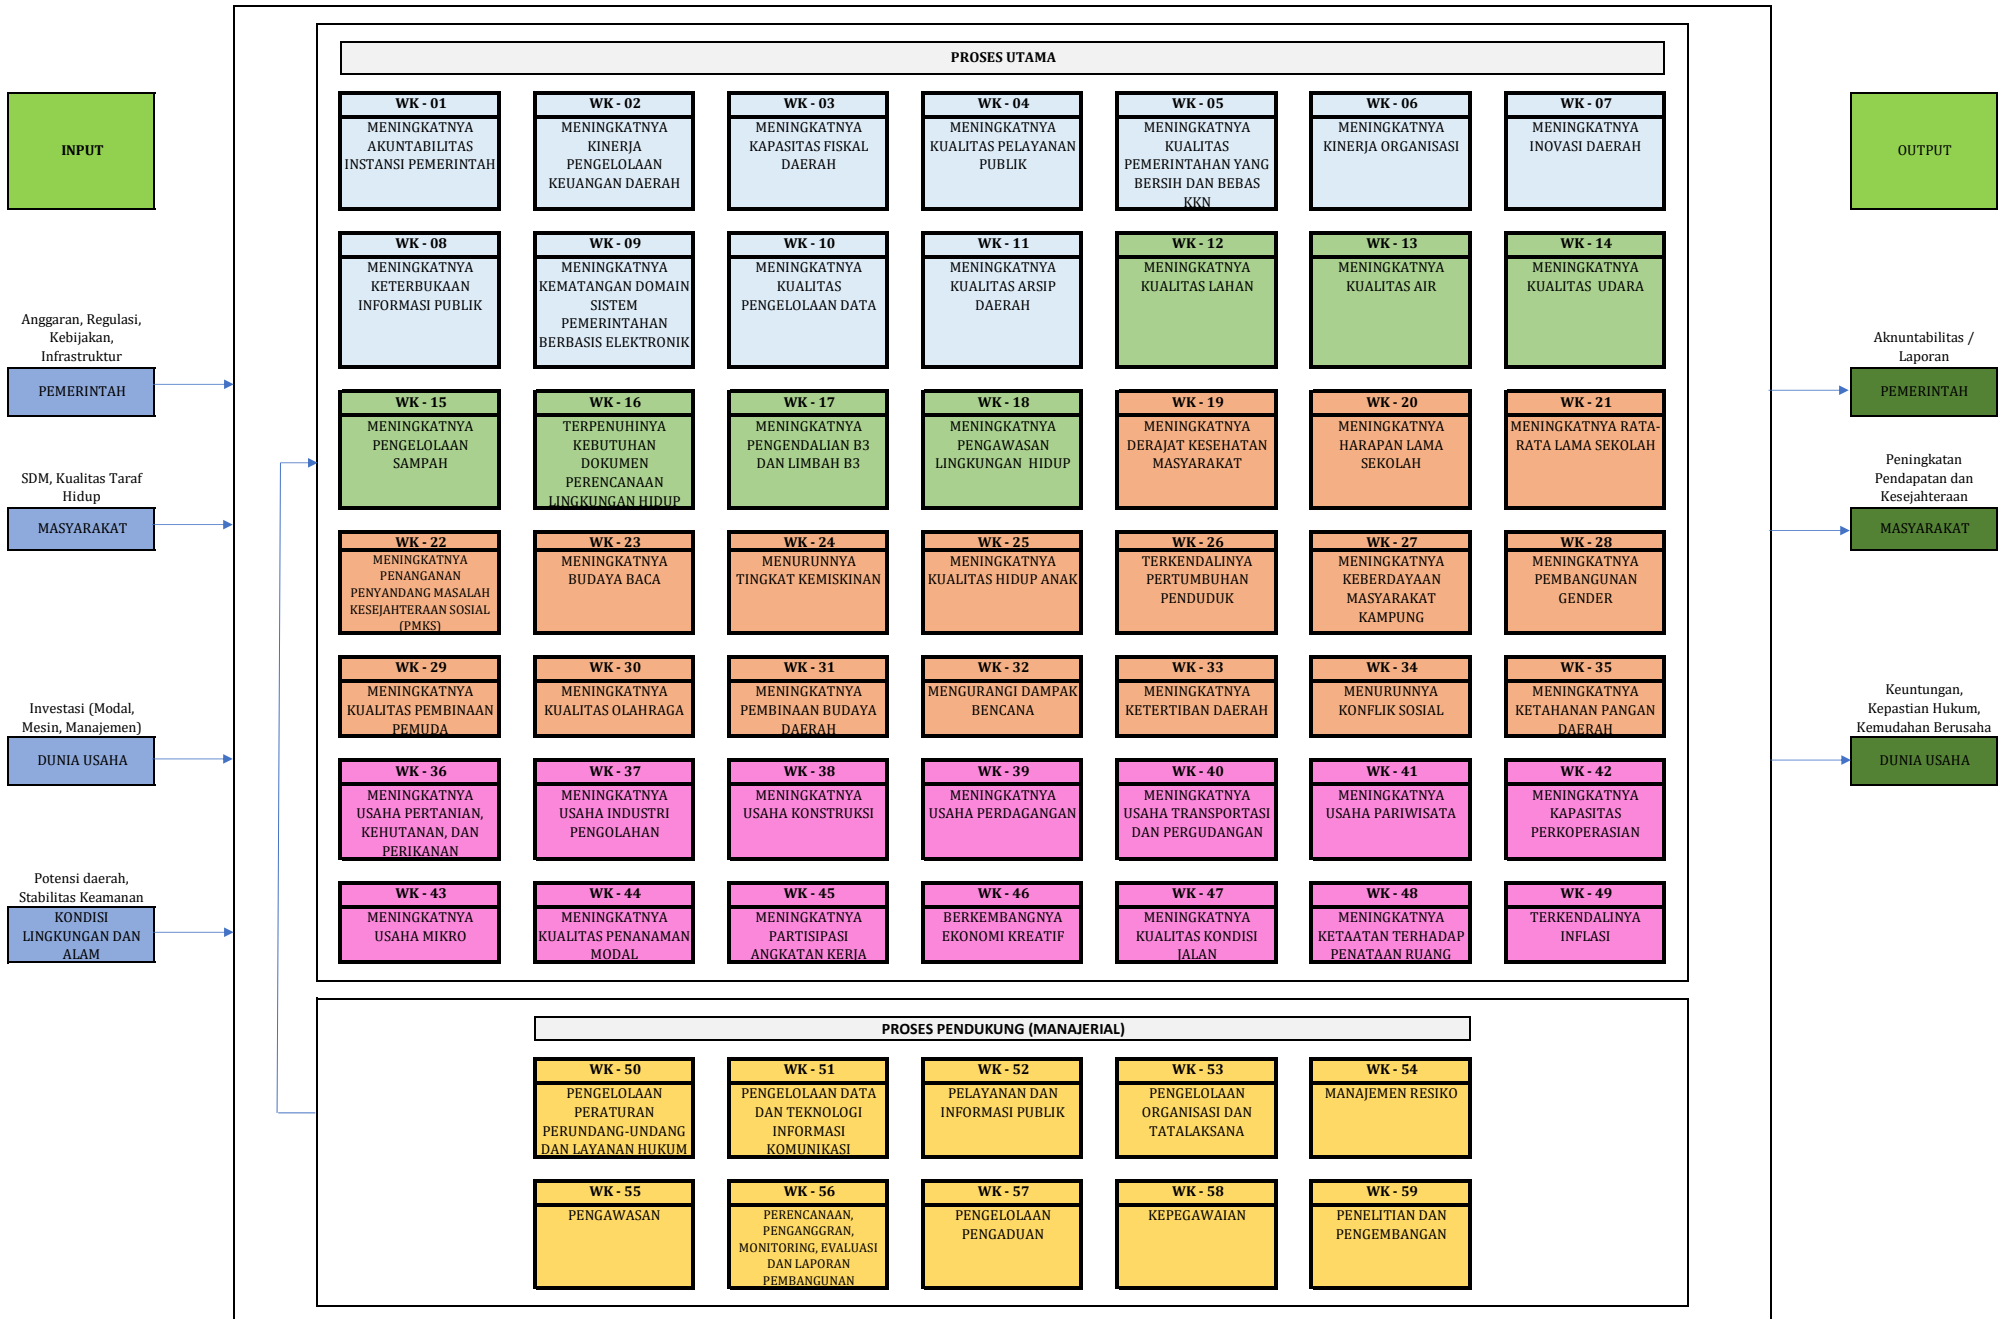 PROSES UTAMA
INPUT
OUTPUT
WK - 01
MENINGKATNYA
AKUNTABILITAS
INSTANSI PEMERINTAH
WK - 02
MENINGKATNYA
KINERJA
PENGELOLAAN
KEUANGAN DAERAH
WK - 03
MENINGKATNYA
KAPASITAS FISKAL
DAERAH
WK - 04
MENINGKATNYA
KUALITAS PELAYANAN
PUBLIK
WK - 05
MENINGKATNYA
KUALITAS
PEMERINTAHAN YANG
BERSIH DAN BEBAS
KKN
WK - 06
MENINGKATNYA
KINERJA ORGANISASI
WK - 07
MENINGKATNYA
INOVASI DAERAH
WK - 08
MENINGKATNYA
KETERBUKAAN
INFORMASI PUBLIK
WK - 09
MENINGKATNYA
KEMATANGAN DOMAIN
SISTEM
PEMERINTAHAN
BERBASIS ELEKTRONIK
WK - 10
MENINGKATNYA
KUALITAS
PENGELOLAAN DATA
WK - 11
MENINGKATNYA
KUALITAS ARSIP
DAERAH
WK - 12
MENINGKATNYA
KUALITAS LAHAN
WK - 13
MENINGKATNYA
KUALITAS AIR
WK - 14
MENINGKATNYA
KUALITAS UDARA
Anggaran, Regulasi,
Kebijakan,
Infrastruktur
PEMERINTAH
Aknuntabilitas /
Laporan
PEMERINTAH
WK - 15
MENINGKATNYA
PENGELOLAAN
SAMPAH
WK - 16
TERPENUHINYA
KEBUTUHAN
DOKUMEN
PERENCANAAN
LINGKUNGAN HIDUP
WK - 17
MENINGKATNYA
PENGENDALIAN B3
DAN LIMBAH B3
WK - 18
MENINGKATNYA
PENGAWASAN
LINGKUNGAN HIDUP
WK - 19
MENINGKATNYA
DERAJAT KESEHATAN
MASYARAKAT
WK - 20
MENINGKATNYA
HARAPAN LAMA
SEKOLAH
WK - 21
MENINGKATNYA RATA-
RATA LAMA SEKOLAH
SDM, Kualitas Taraf
Hidup
MASYARAKAT
Peningkatan
Pendapatan dan
Kesejahteraan
MASYARAKAT
WK - 22
MENINGKATNYA
PENANGANAN
PENYANDANG MASALAH
KESEJAHTERAAN SOSIAL
(PMKS)
WK - 23
MENINGKATNYA
BUDAYA BACA
WK - 24
MENURUNNYA
TINGKAT KEMISKINAN
WK - 25
MENINGKATNYA
KUALITAS HIDUP ANAK
WK - 26
TERKENDALINYA
PERTUMBUHAN
PENDUDUK
WK - 27
MENINGKATNYA
KEBERDAYAAN
MASYARAKAT
KAMPUNG
WK - 28
MENINGKATNYA
PEMBANGUNAN
GENDER
WK - 29
MENINGKATNYA
KUALITAS PEMBINAAN
PEMUDA
WK - 30
MENINGKATNYA
KUALITAS OLAHRAGA
WK - 31
MENINGKATNYA
PEMBINAAN BUDAYA
DAERAH
WK - 32
MENGURANGI DAMPAK
BENCANA
WK - 33
MENINGKATNYA
KETERTIBAN DAERAH
WK - 34
MENURUNNYA
KONFLIK SOSIAL
WK - 35
MENINGKATNYA
KETAHANAN PANGAN
DAERAH
Investasi (Modal,
Mesin, Manajemen)
DUNIA USAHA
Keuntungan,
Kepastian Hukum,
Kemudahan Berusaha
DUNIA USAHA
WK - 36
MENINGKATNYA
USAHA PERTANIAN,
KEHUTANAN, DAN
PERIKANAN
WK - 37
MENINGKATNYA
USAHA INDUSTRI
PENGOLAHAN
WK - 38
MENINGKATNYA
USAHA KONSTRUKSI
WK - 39
MENINGKATNYA
USAHA PERDAGANGAN
WK - 40
MENINGKATNYA
USAHA TRANSPORTASI
DAN PERGUDANGAN
WK - 41
MENINGKATNYA
USAHA PARIWISATA
WK - 42
MENINGKATNYA
KAPASITAS
PERKOPERASIAN
Potensi daerah,
Stabilitas Keamanan
KONDISI
LINGKUNGAN DAN
ALAM
WK - 43
MENINGKATNYA
USAHA MIKRO
WK - 44
MENINGKATNYA
KUALITAS PENANAMAN
MODAL
WK - 45
MENINGKATNYA
PARTISIPASI
ANGKATAN KERJA
WK - 46
BERKEMBANGNYA
EKONOMI KREATIF
WK - 47
MENINGKATNYA
KUALITAS KONDISI
JALAN
WK - 48
MENINGKATNYA
KETAATAN TERHADAP
PENATAAN RUANG
WK - 49
TERKENDALINYA
INFLASI
PROSES PENDUKUNG (MANAJERIAL)
WK - 50
PENGELOLAAN
PERATURAN
PERUNDANG-UNDANG
DAN LAYANAN HUKUM
WK - 51
PENGELOLAAN DATA
DAN TEKNOLOGI
INFORMASI
KOMUNIKASI
WK - 52
PELAYANAN DAN
INFORMASI PUBLIK
WK - 53
PENGELOLAAN
ORGANISASI DAN
TATALAKSANA
WK - 54
MANAJEMEN RESIKO
WK - 55
PENGAWASAN
WK - 56
PERENCANAAN,
PENGANGGRAN,
MONITORING, EVALUASI
DAN LAPORAN
PEMBANGUNAN
WK - 57
PENGELOLAAN
PENGADUAN
WK - 58
KEPEGAWAIAN
WK - 59
PENELITIAN DAN
PENGEMBANGAN